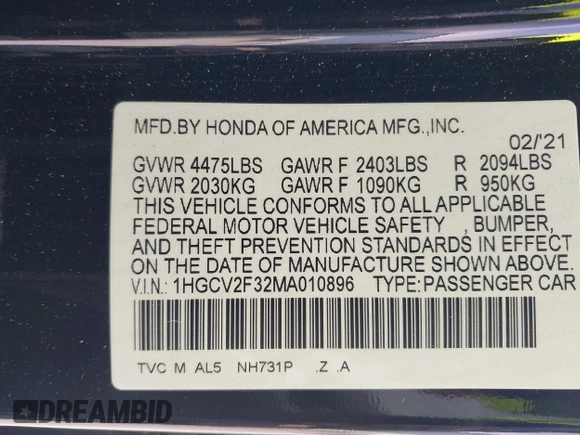 MFD.BY HONDA OF AMERICA MFG.,INC.
02/'21
GVWR 4475LBS GAWR F 2403LBS R 2094LBS
GVWR 2030KG GAWR F 1090KG R 950KG
THIS VEHICLE CONFORMS TO ALL APPLICABLE
FEDERAL MOTOR VEHICLE SAFETY , BUMPER,
AND THEFT PREVENTION STANDARDS IN EFFECT
ON THE DATE OF MANUFACTURE SHOWN ABOVE.
V.I.N.: 1HGCV2F32MA010896 TYPE:PASSENGER CAR
TVC M AL5 NH731P .Z .A
DREAMBID